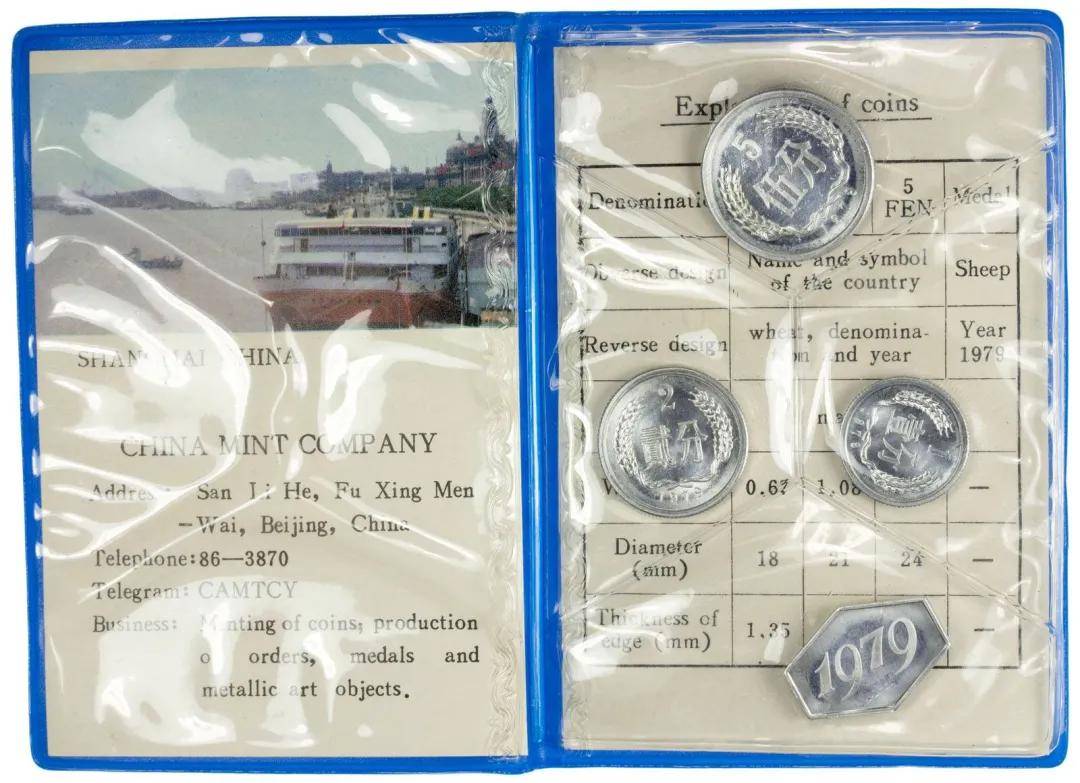 SHAN HAI CHINA
CHINA MINT COMPANY
Address: San Li He, Fu Xing Men
—Wai, Beijing, China
Telephone:86—3870
Telegram: CAMTCY
Business: Minting of coins, production
of orders, medals and
metallic art objects.
of coins
5
伍分
Denomination 5 FEN Medal
Obverse design Name and symbol of the country Sheep
Reverse design wheat, denomina-tion and year Year 1979
2
贰分
1979
壹分
0.67 1.08 —
Diameter (mm) 18 21 24 —
Thickness of edge (mm) 1.35 —
1979